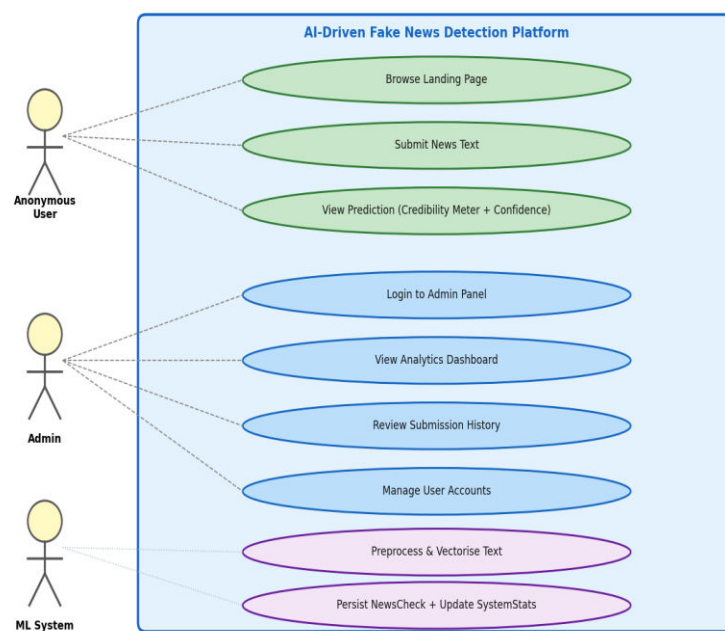 AI-Driven Fake News Detection Platform
Browse Landing Page
Submit News Text
View Prediction (Credibility Meter + Confidence)
Anonymous
User
Login to Admin Panel
View Analytics Dashboard
Review Submission History
Manage User Accounts
Admin
Preprocess & Vectorise Text
Persist NewsCheck + Update SystemStats
ML System